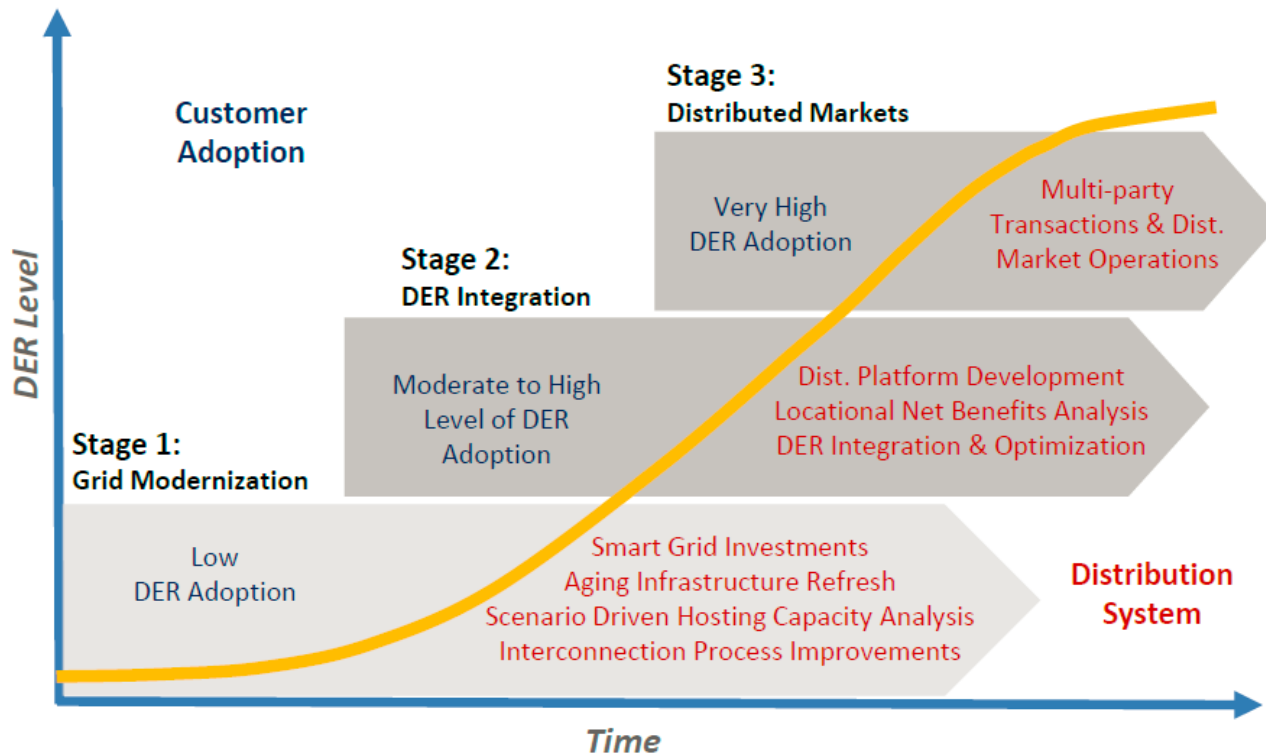 Customer
Adoption
Stage 3:
Distributed Markets
Very High
DER Adoption
Multi-party
Transactions & Dist.
Market Operations
Stage 2:
DER Integration
Moderate to High
Level of DER
Adoption
Dist. Platform Development
Locational Net Benefits Analysis
DER Integration & Optimization
Stage 1:
Grid Modernization
Low
DER Adoption
Smart Grid Investments
Aging Infrastructure Refresh
Scenario Driven Hosting Capacity Analysis
Interconnection Process Improvements
Distribution
System
DER Level
Time